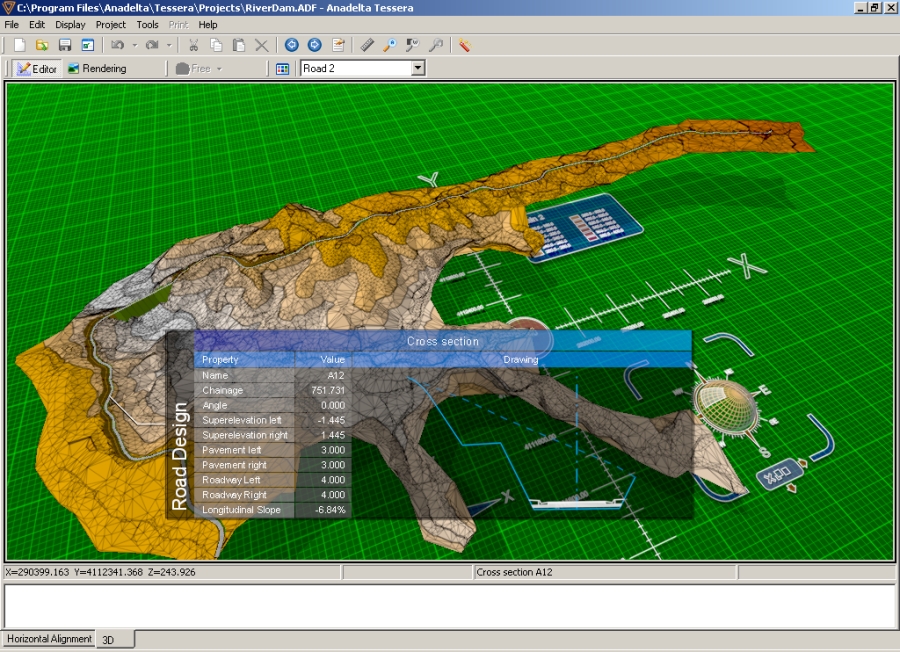 C:\Program Files\Anadelta\Tessera\Projects\RiverDam.ADF - Anadelta Tessera
File Edit Display Project Tools Print Help
Editor Rendering Free Road 2
Y
X
Cross section
Property Value Drawing
Name A12
Chainage 751.731
Angle 0.000
Superelevation left -1.445
Superelevation right 1.445
Pavement left 3.000
Pavement right 3.000
Roadway Left 4.000
Roadway Right 4.000
Longitudinal Slope -6.84%
Road Design
E
S
X
X=290399.163 Y=4112341.368 Z=243.926
Cross section A12
Horizontal Alignment 3D